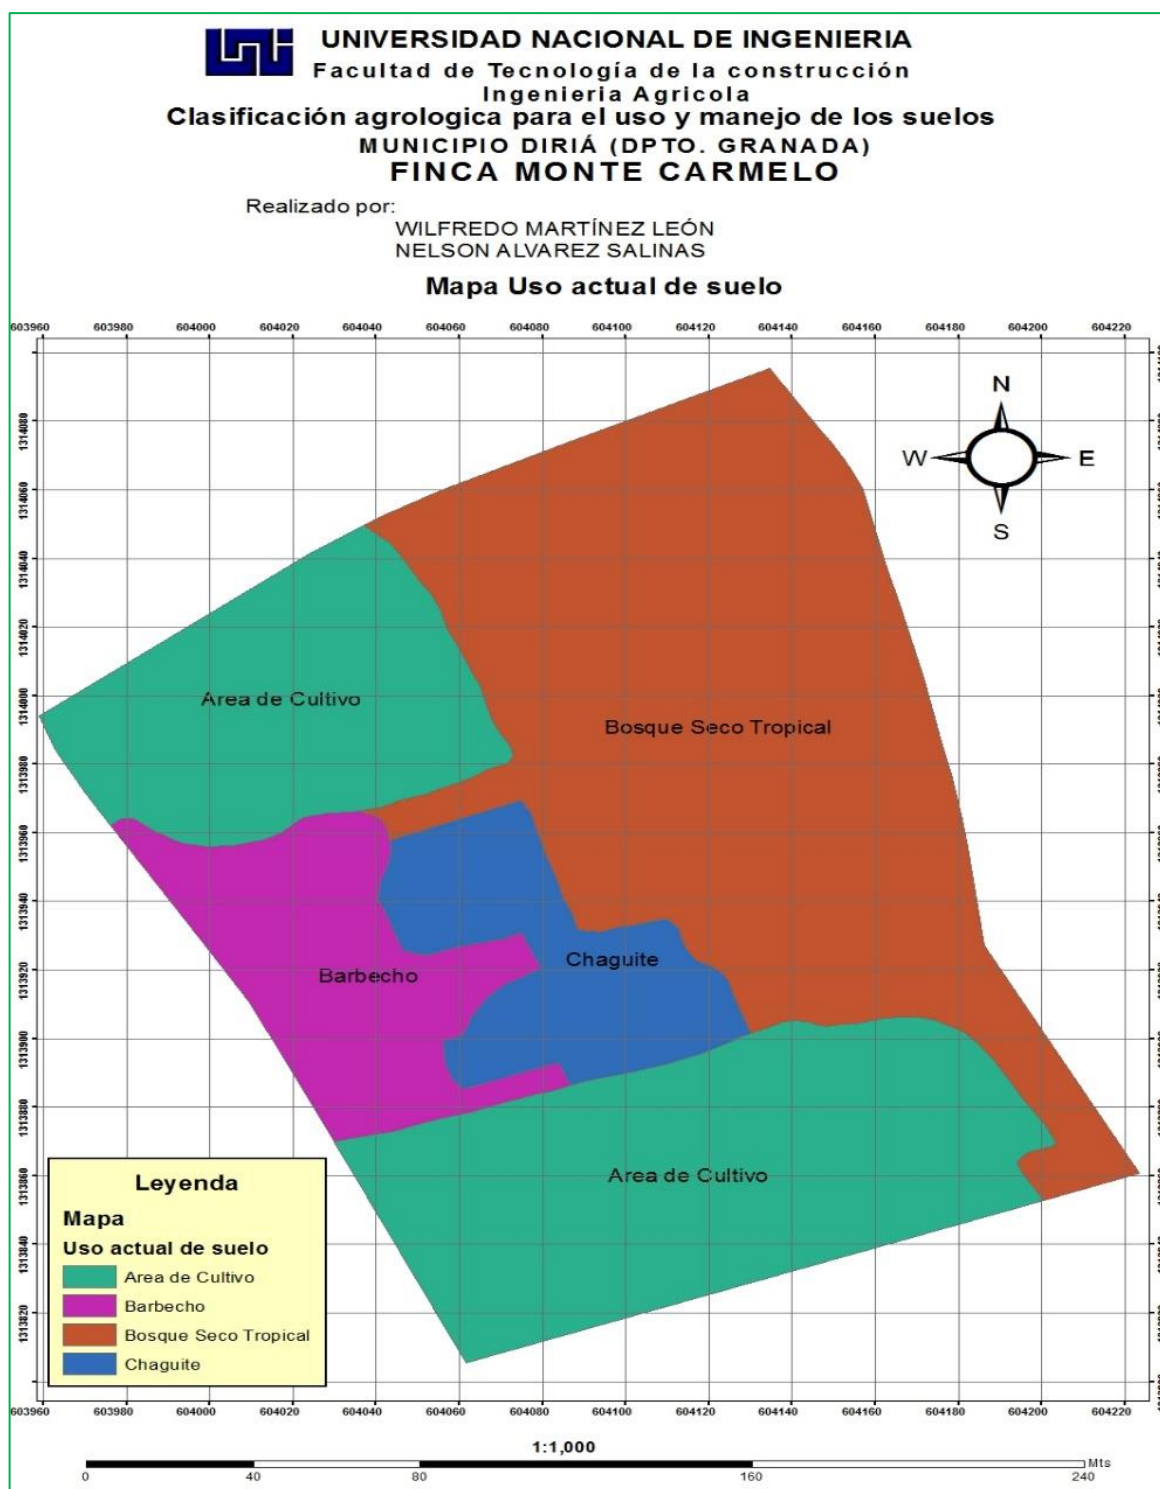 UNIVERSIDAD NACIONAL DE INGENIERIA
Facultad de Tecnología de la construcción
Ingenieria Agricola
Clasificación agrologica para el uso y manejo de los suelos
MUNICIPIO DIRIÁ (DPTO. GRANADA)
FINCA MONTE CARMELO
Realizado por:
WILFREDO MARTÍNEZ LEÓN
NELSON ALVAREZ SALINAS
Mapa Uso actual de suelo
603960 603980 604000 604020 604040 604060 604080 604100 604120 604140 604160 604180 604200 604220
N
W E
S
1314080
1314060
1314040
1314020
1314000
1313980
1313960
1313940
1313920
1313900
1313880
1313860
1313840
1313820
Area de Cultivo
Bosque Seco Tropical
Chaguite
Barbecho
Area de Cultivo
Leyenda
Mapa
Uso actual de suelo
Area de Cultivo
Barbecho
Bosque Seco Tropical
Chaguite
603960 603980 604000 604020 604040 604060 604080 604100 604120 604140 604160 604180 604200 604220
1:1,000
Mts
0 40 80 160 240